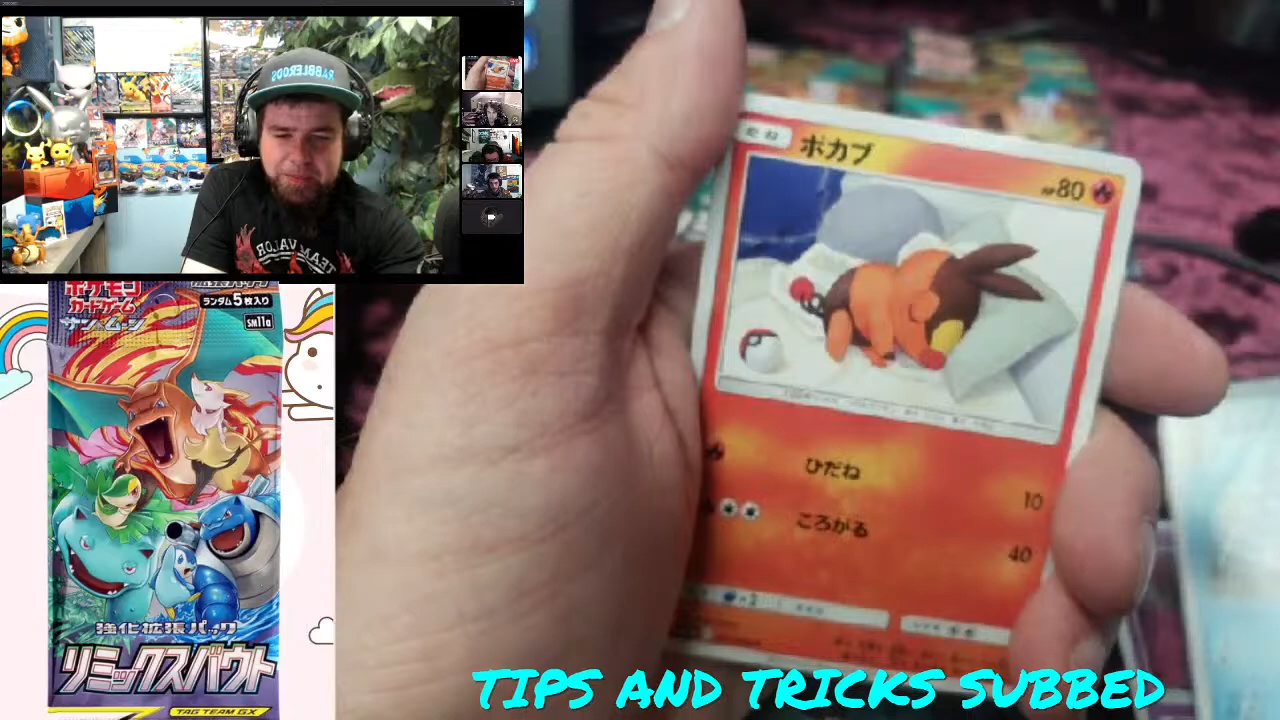 RABBLERODS
TEAM VALOR
ポケモン
カードゲーム
サン&ムーン
ランダム5枚入り
SM11a
強化拡張パック
リミックスバウト
TAG TEAM GX
たね
ポカブ
HP80
ひだね
10
ころがる
40
×2
TIPS AND TRICKS SUBBED